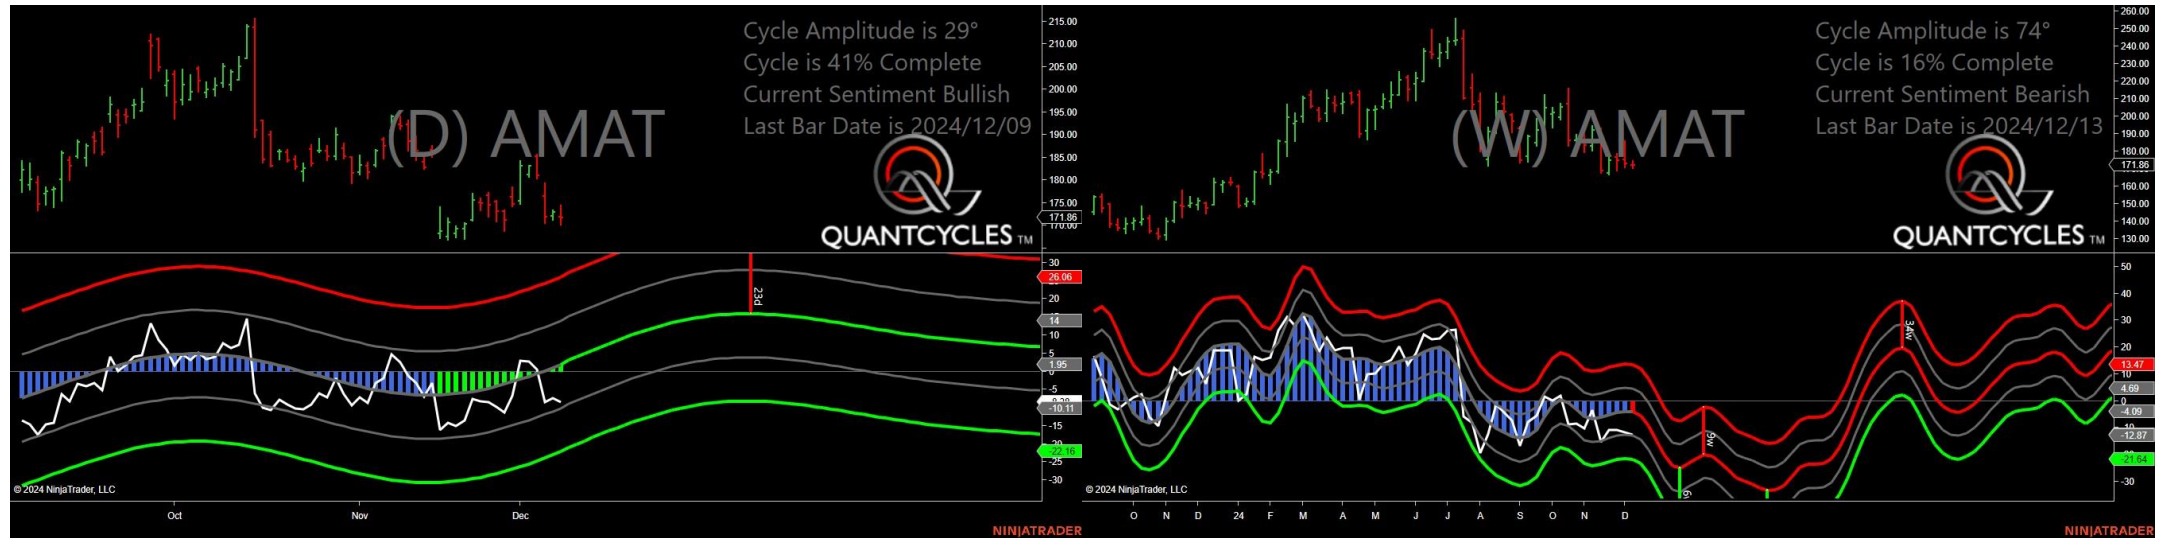 Cycle Amplitude is 29°
Cycle is 41% Complete
Current Sentiment Bullish
Last Bar Date is 2024/12/09
(D) AMAT
QUANTCYCLES TM
215.00
210.00
205.00
200.00
195.00
190.00
185.00
180.00
175.00
171.86
170.00
23d
30
26.06
20
14
10
5
1.95
0
-5
-10.11
-15
-22.16
-25
-30
© 2024 NinjaTrader, LLC
Oct Nov Dec
NINJATRADER
Cycle Amplitude is 74°
Cycle is 16% Complete
Current Sentiment Bearish
Last Bar Date is 2024/12/13
(W) AMAT
QUANTCYCLES TM
260.00
250.00
240.00
230.00
220.00
210.00
200.00
190.00
180.00
171.86
160.00
150.00
140.00
130.00
34w
9w
50
40
30
20
13.47
10
4.69
0
-4.09
-12.87
-21.64
-30
© 2024 NinjaTrader, LLC
O N D 24 F M A M J J A S O N D
NINJATRADER